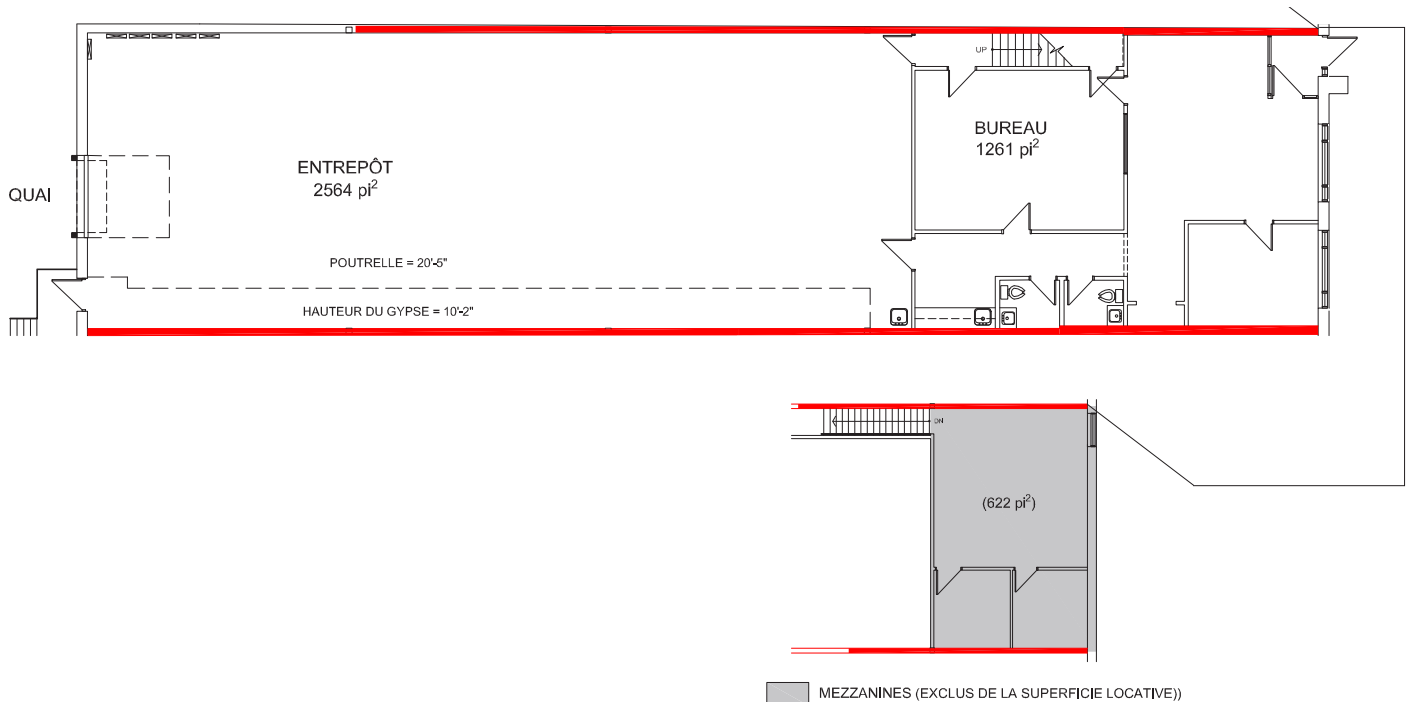 UP
BUREAU
1261 pi²
ENTREPÔT
2564 pi²
QUAI
POUTRELLE = 20'-5"
HAUTEUR DU GYPSE = 10'-2"
DN
(622 pi²)
MEZZANINES (EXCLUS DE LA SUPERFICIE LOCATIVE))